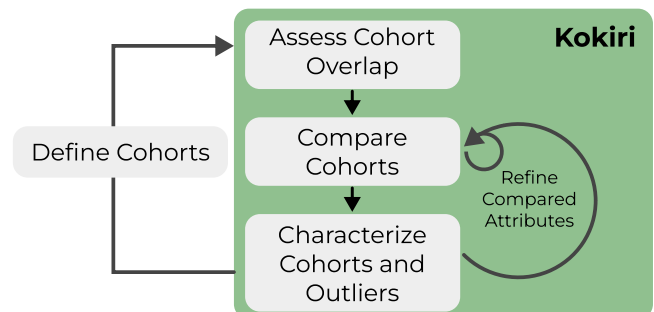 Assess Cohort
Overlap
Kokiri
Define Cohorts
Compare
Cohorts
Refine
Compared
Attributes
Characterize
Cohorts and
Outliers